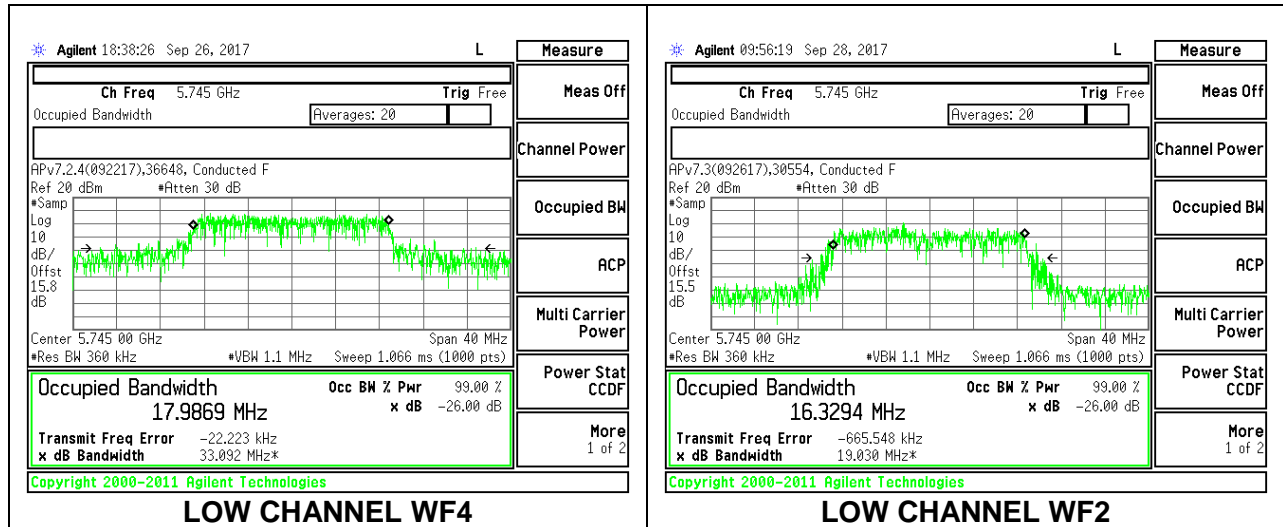 Agilent 18:38:26 Sep 26, 2017 L
Measure
Ch Freq 5.745 GHz Trig Free
Occupied Bandwidth Averages: 20
APv7.2.4(092217),36648, Conducted F
Ref 20 dBm #Atten 30 dB
#Samp
Log
10
dB/
Offst
15.8
dB
Center 5.745 00 GHz Span 40 MHz
#Res BW 360 kHz #VBW 1.1 MHz Sweep 1.066 ms (1000 pts)
Occupied Bandwidth Occ BW % Pwr 99.00 %
17.9869 MHz x dB -26.00 dB
Transmit Freq Error -22.223 kHz
x dB Bandwidth 33.092 MHz*
Copyright 2000-2011 Agilent Technologies
Meas Off
Channel Power
Occupied BW
ACP
Multi Carrier
Power
Power Stat
CCDF
More
1 of 2
LOW CHANNEL WF4
Agilent 09:56:19 Sep 28, 2017 L
Measure
Ch Freq 5.745 GHz Trig Free
Occupied Bandwidth Averages: 20
APv7.3(092617),30554, Conducted F
Ref 20 dBm #Atten 30 dB
#Samp
Log
10
dB/
Offst
15.5
dB
Center 5.745 00 GHz Span 40 MHz
#Res BW 360 kHz #VBW 1.1 MHz Sweep 1.066 ms (1000 pts)
Occupied Bandwidth Occ BW % Pwr 99.00 %
16.3294 MHz x dB -26.00 dB
Transmit Freq Error -665.548 kHz
x dB Bandwidth 19.030 MHz*
Copyright 2000-2011 Agilent Technologies
Meas Off
Channel Power
Occupied BW
ACP
Multi Carrier
Power
Power Stat
CCDF
More
1 of 2
LOW CHANNEL WF2